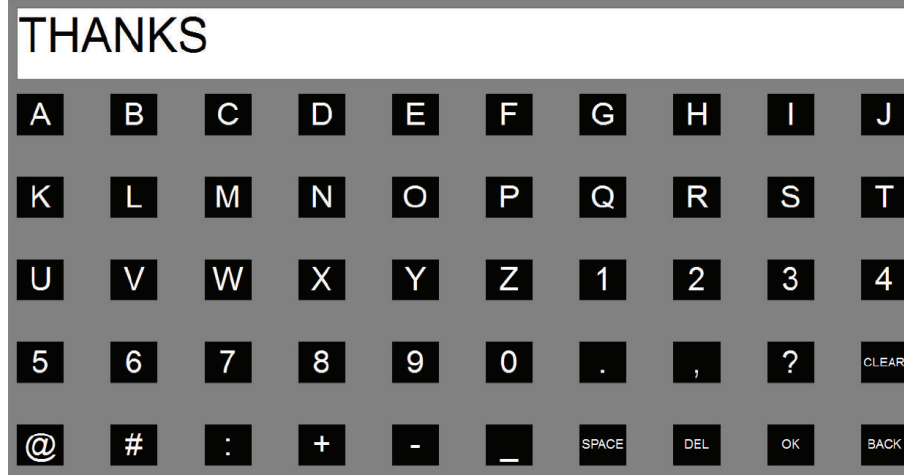 THANKS
A B C D E F G H I J
K L M N O P Q R S T
U V W X Y Z 1 2 3 4
5 6 7 8 9 0 . , ? CLEAR
@ # : + - _ SPACE DEL OK BACK